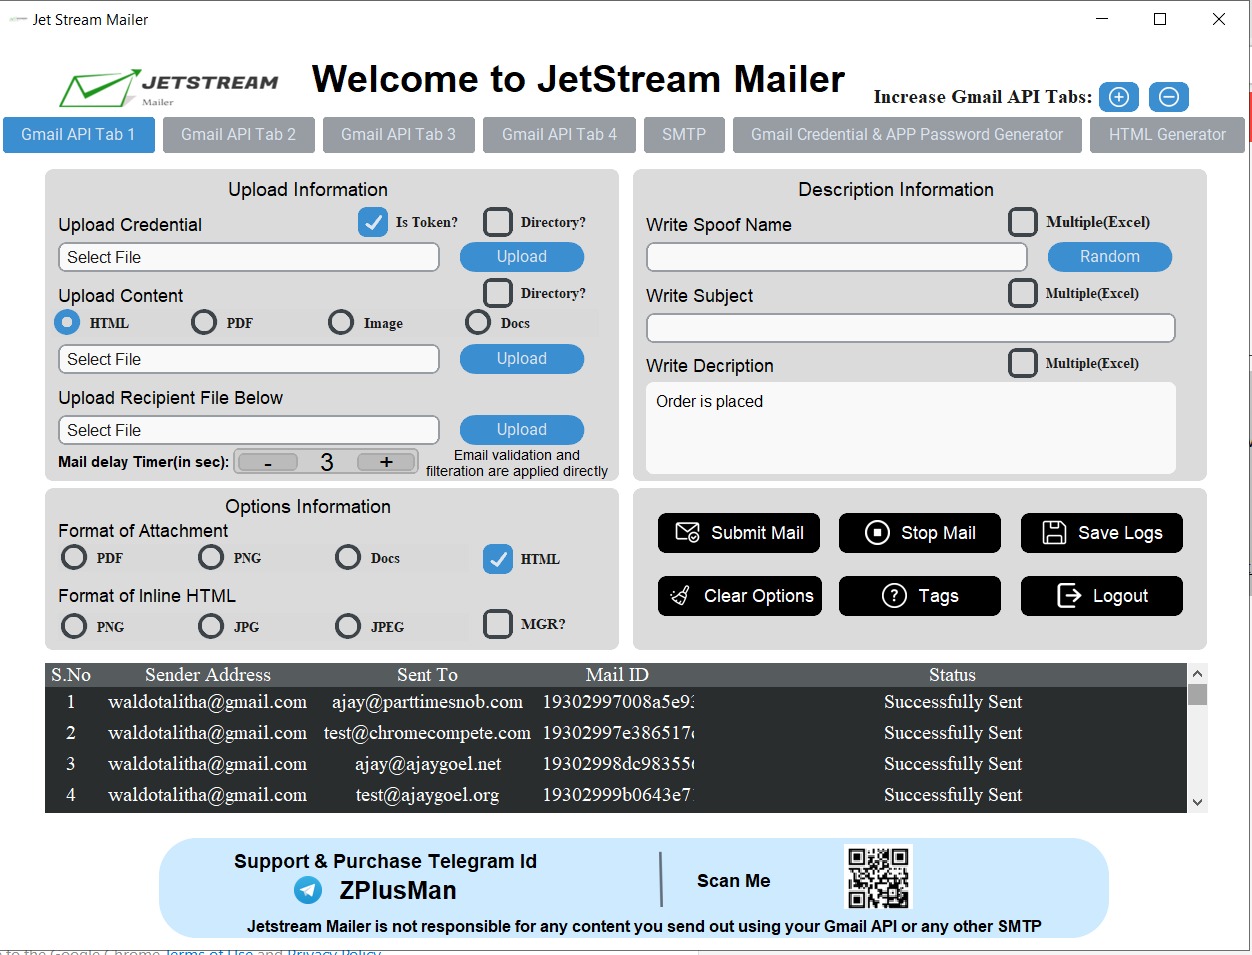 Jet Stream Mailer
JETSTREAM
Mailer
Welcome to JetStream Mailer
Increase Gmail API Tabs:
Gmail API Tab 1
Gmail API Tab 2
Gmail API Tab 3
Gmail API Tab 4
SMTP
Gmail Credential & APP Password Generator
HTML Generator
Upload Information
Upload Credential
Is Token?
Directory?
Select File
Upload
Upload Content
Directory?
HTML
PDF
Image
Docs
Select File
Upload
Upload Recipient File Below
Select File
Upload
Mail delay Timer(in sec):
-
3
+
Email validation and
filteration are applied directly
Description Information
Write Spoof Name
Multiple(Excel)
Random
Write Subject
Multiple(Excel)
Write Decription
Multiple(Excel)
Order is placed
Options Information
Format of Attachment
PDF
PNG
Docs
HTML
Format of Inline HTML
PNG
JPG
JPEG
MGR?
Submit Mail
Stop Mail
Save Logs
Clear Options
Tags
Logout
S.No Sender Address Sent To Mail ID Status
1 waldotalitha@gmail.com ajay@parttimesnob.com 19302997008a5e93 Successfully Sent
2 waldotalitha@gmail.com test@chromecompete.com 19302997e386517c Successfully Sent
3 waldotalitha@gmail.com ajay@ajaygoel.net 19302998dc983556 Successfully Sent
4 waldotalitha@gmail.com test@ajaygoel.org 19302999b0643e71 Successfully Sent
Support & Purchase Telegram Id
ZPlusMan
Scan Me
Jetstream Mailer is not responsible for any content you send out using your Gmail API or any other SMTP
to the Google Chrome Terms of Use and Privacy Policy